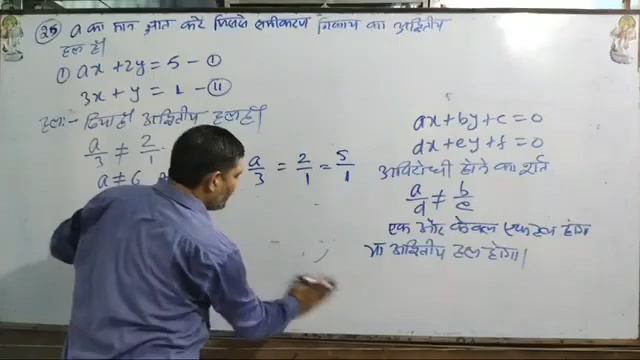 (25) a का मान ज्ञात करें जिससे समीकरण निकाय का अद्वितीय
हल हो
① ax + 2y = 5 - ①
3x + y = 1 - ⑪
हल:- दिया है। अद्वितीय हल है।
a/3 ≠ 2/1
a ≠ 6
a/3 = 2/1 = 5/1
ax + by + c = 0
dx + ey + f = 0
अविरोधी होने का शर्त
a/d ≠ b/e
एक और केवल एक हल होगा
या अद्वितीय हल होगा।